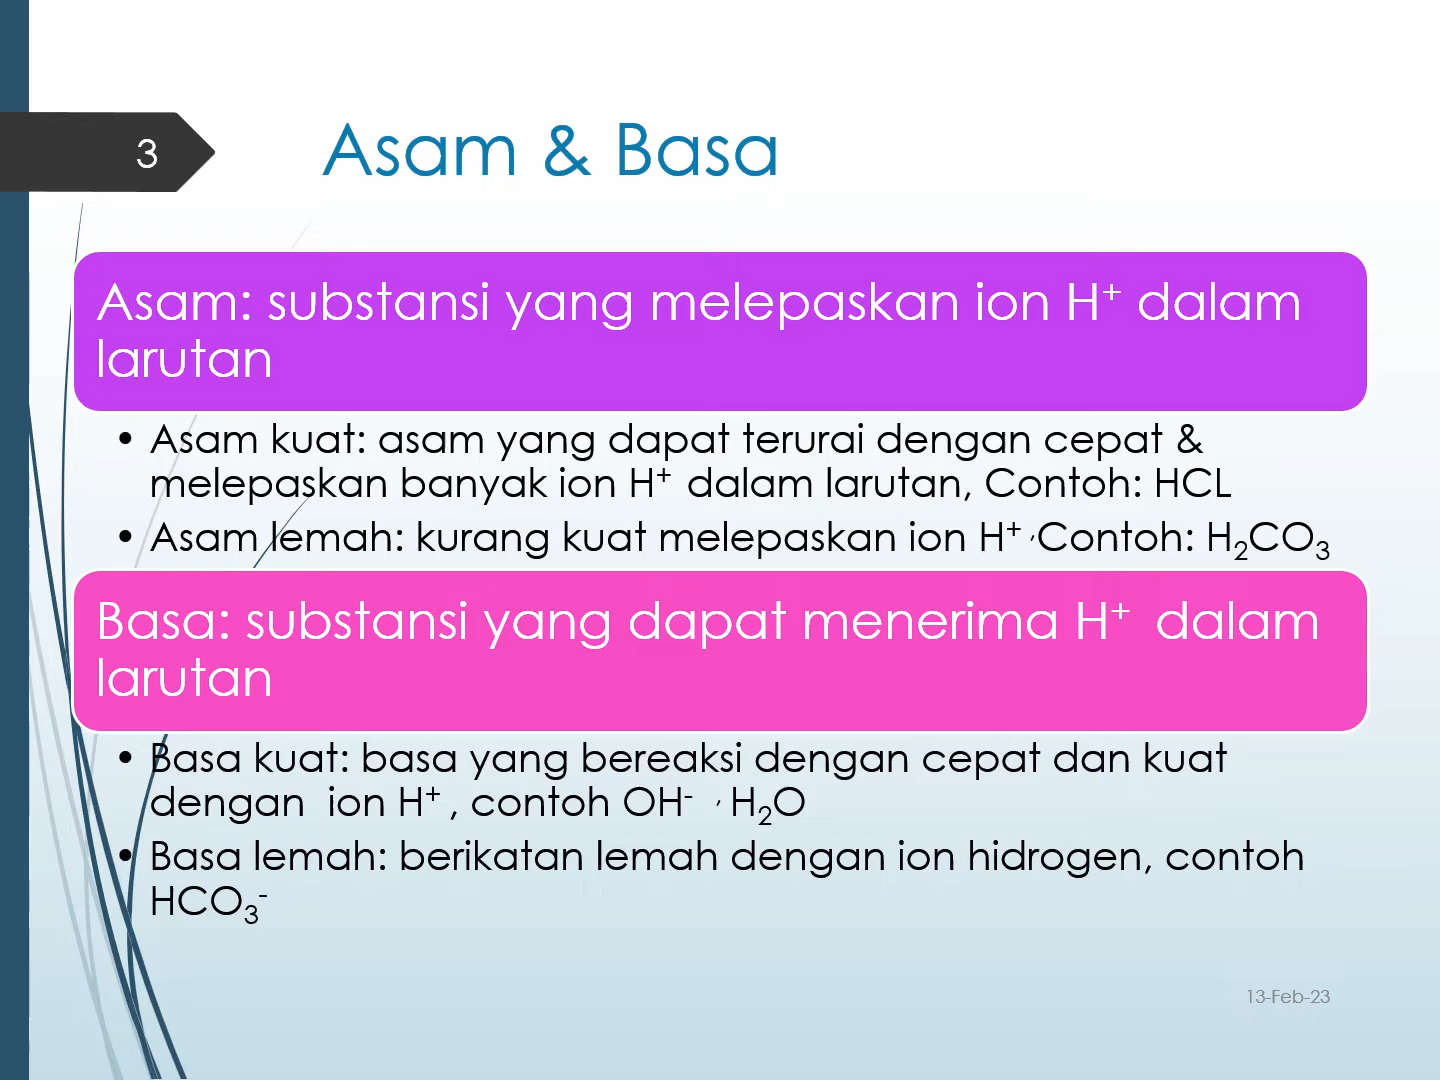 3
Asam & Basa
Asam: substansi yang melepaskan ion H⁺ dalam
larutan
• Asam kuat: asam yang dapat terurai dengan cepat &
melepaskan banyak ion H⁺ dalam larutan, Contoh: HCL
• Asam lemah: kurang kuat melepaskan ion H⁺ ,Contoh: H₂CO₃
Basa: substansi yang dapat menerima H⁺ dalam
larutan
• Basa kuat: basa yang bereaksi dengan cepat dan kuat
dengan ion H⁺ , contoh OH⁻ , H₂O
• Basa lemah: berikatan lemah dengan ion hidrogen, contoh
HCO₃⁻
13-Feb-23